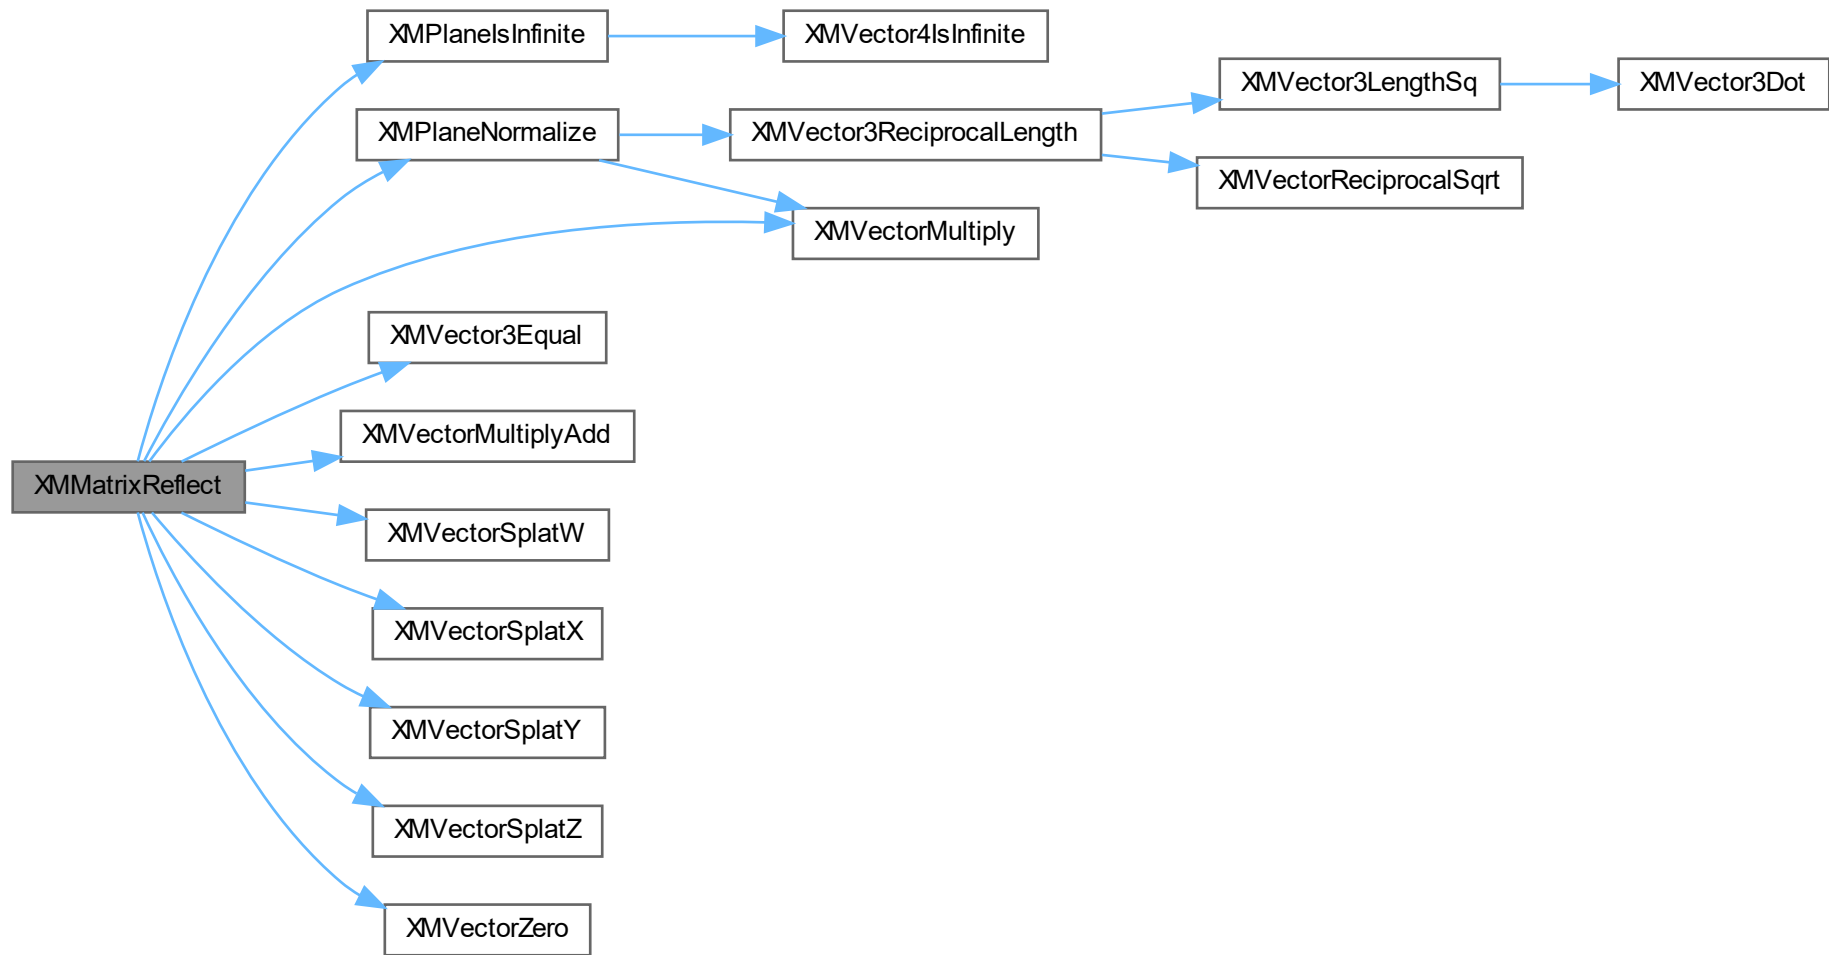 XMPlaneIsInfinite
XMVector4IsInfinite
XMVector3LengthSq
XMVector3Dot
XMPlaneNormalize
XMVector3ReciprocalLength
XMVectorReciprocalSqrt
XMVectorMultiply
XMVector3Equal
XMVectorMultiplyAdd
XMMatrixReflect
XMVectorSplatW
XMVectorSplatX
XMVectorSplatY
XMVectorSplatZ
XMVectorZero